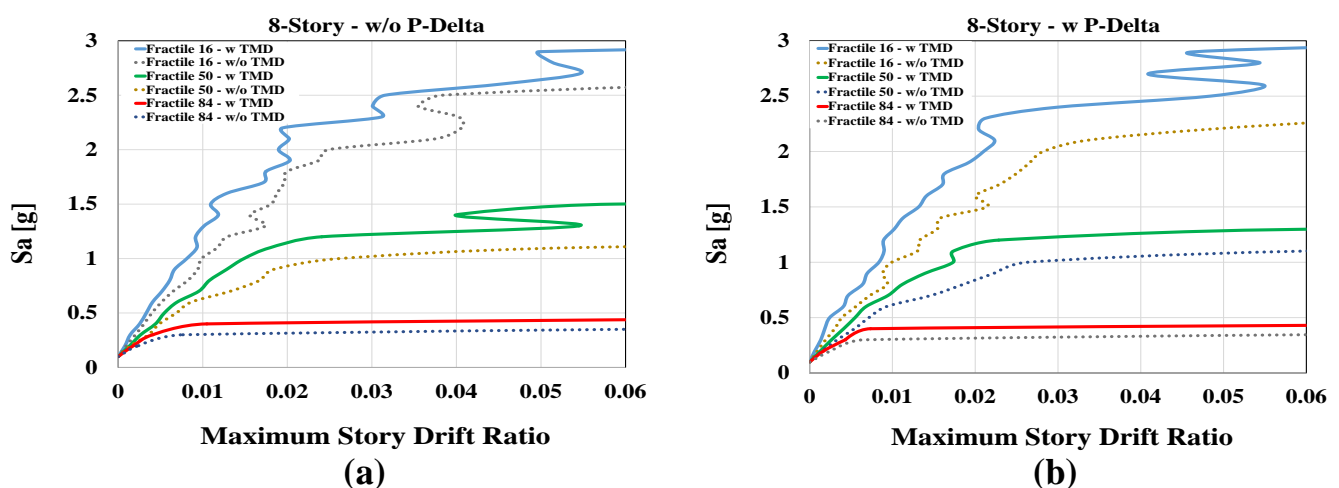 8-Story - w/o P-Delta
3
2.5
2
1.5
1
0.5
0
Sa [g]
Fractile 16 - w TMD
Fractile 16 - w/o TMD
Fractile 50 - w TMD
Fractile 50 - w/o TMD
Fractile 84 - w TMD
Fractile 84 - w/o TMD
0 0.01 0.02 0.03 0.04 0.05 0.06
Maximum Story Drift Ratio
(a)
8-Story - w P-Delta
3
2.5
2
1.5
1
0.5
0
Sa [g]
Fractile 16 - w TMD
Fractile 16 - w/o TMD
Fractile 50 - w TMD
Fractile 50 - w/o TMD
Fractile 84 - w TMD
Fractile 84 - w/o TMD
0 0.01 0.02 0.03 0.04 0.05 0.06
Maximum Story Drift Ratio
(b)